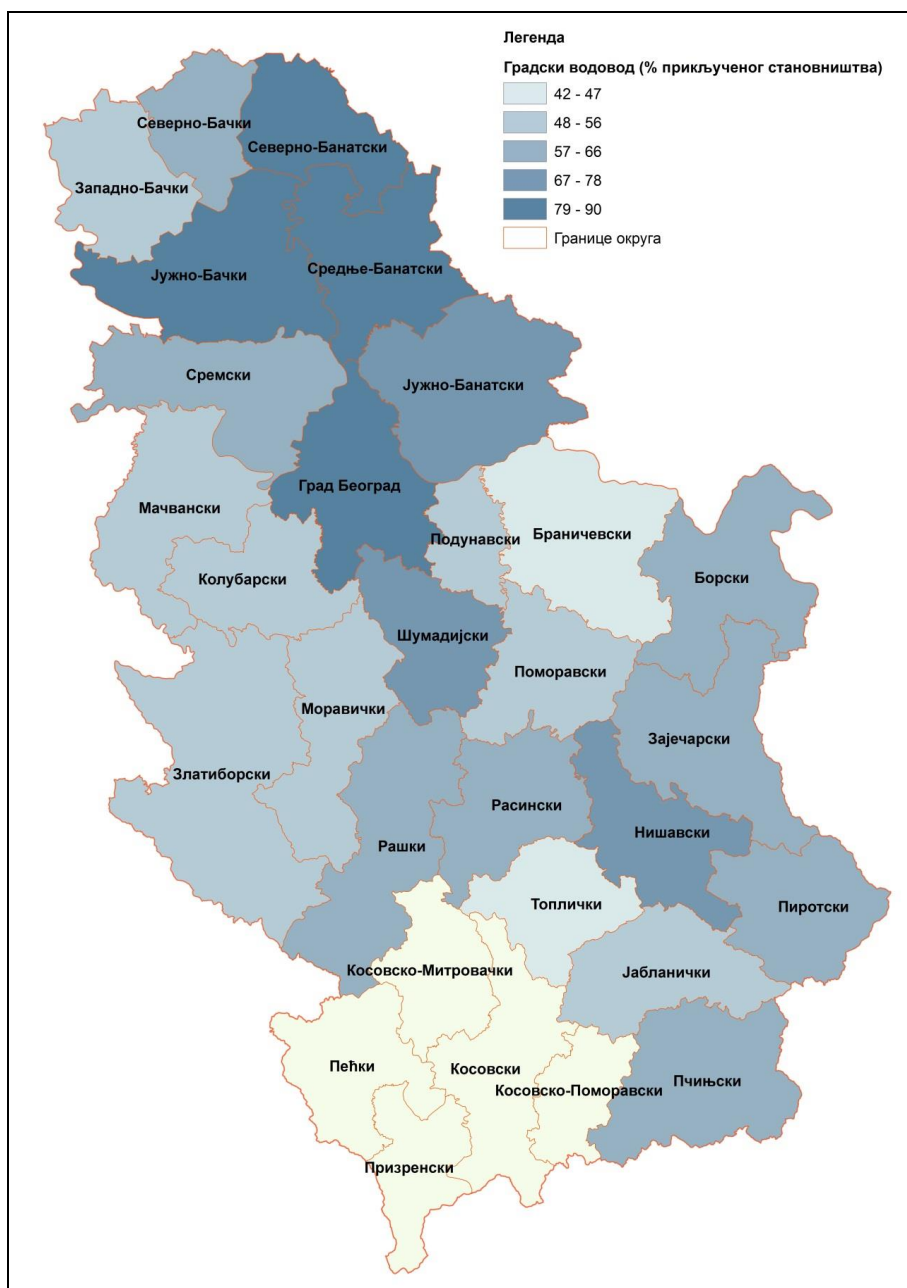 Легенда
Градски водовод (% прикљученог становништва)
42 - 47
48 - 56
57 - 66
67 - 78
79 - 90
Границе округа
Северно-Бачки
Северно-Банатски
Западно-Бачки
Јужно-Бачки
Средње-Банатски
Сремски
Јужно-Банатски
Град Београд
Мачвански
Подунавски
Браничевски
Колубарски
Борски
Шумадијски
Поморавски
Моравички
Зајечарски
Златиборски
Расински
Нишавски
Рашки
Топлички
Пиротски
Косовско-Митровачки
Јабланички
Пећки
Косовски
Пчињски
Косовско-Поморавски
Призренски